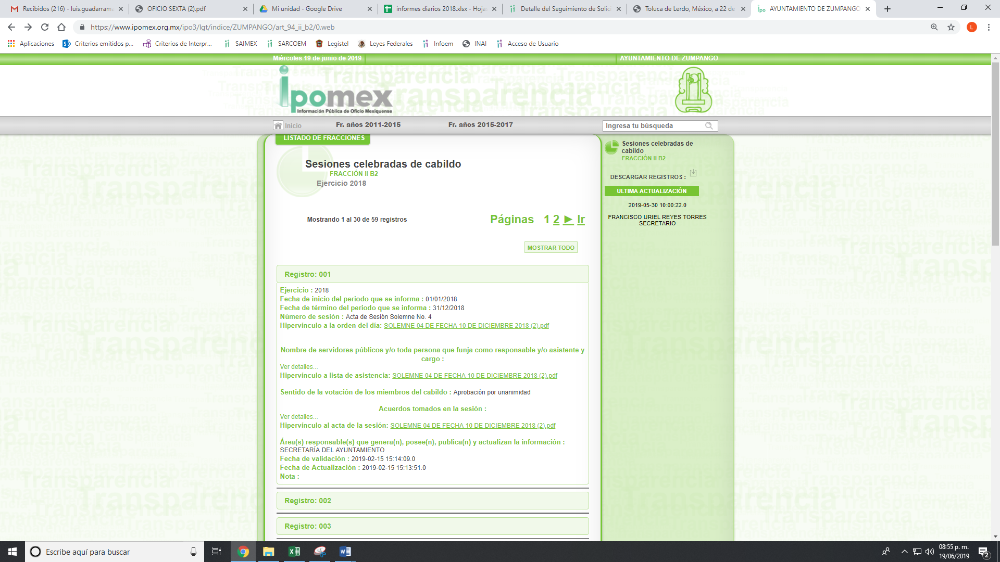 Recibidos (216) - luis.guadarrama
OFICIO SEXTA (2).pdf
Mi unidad - Google Drive
informes diarios 2018.xlsx - Hoja
Detalle del Seguimiento de Solici
Toluca de Lerdo, México, a 22 de
AYUNTAMIENTO DE ZUMPANGO
https://www.ipomex.org.mx/ipo3/lgt/indice/ZUMPANGO/art_94_ii_b2/0.web
L
Aplicaciones
Criterios emitidos p...
Criterios de Interpr...
SAIMEX
SARCOEM
Legistel
Leyes Federales
Infoem
INAI
Acceso de Usuario
Miércoles 19 de junio de 2019
AYUNTAMIENTO DE ZUMPANGO
Transparencia
ipomex
Información Pública de Oficio Mexiquense
Inicio
Fr. años 2011-2015
Fr. años 2015-2017
Ingresa tu búsqueda
LISTADO DE FRACCIONES
Sesiones celebradas de cabildo
FRACCIÓN II B2
Ejercicio 2018
Mostrando 1 al 30 de 59 registros
Páginas 1 2 ► Ir
MOSTRAR TODO
Registro: 001
Ejercicio : 2018
Fecha de inicio del periodo que se informa : 01/01/2018
Fecha de término del periodo que se informa : 31/12/2018
Número de sesión : Acta de Sesión Solemne No. 4
Hipervínculo a la orden del día: SOLEMNE 04 DE FECHA 10 DE DICIEMBRE 2018 (2).pdf
Nombre de servidores públicos y/o toda persona que funja como responsable y/o asistente y
cargo :
Ver detalles...
Hipervínculo a lista de asistencia: SOLEMNE 04 DE FECHA 10 DE DICIEMBRE 2018 (2).pdf
Sentido de la votación de los miembros del cabildo : Aprobación por unanimidad
Acuerdos tomados en la sesión :
Ver detalles...
Hipervínculo al acta de la sesión: SOLEMNE 04 DE FECHA 10 DE DICIEMBRE 2018 (2).pdf
Área(s) responsable(s) que genera(n), posee(n), publica(n) y actualizan la información :
SECRETARÍA DEL AYUNTAMIENTO
Fecha de validación : 2019-02-15 15:14:09.0
Fecha de Actualización : 2019-02-15 15:13:51.0
Nota :
Registro: 002
Registro: 003
Sesiones celebradas de
cabildo
FRACCIÓN II B2
DESCARGAR REGISTROS :
ULTIMA ACTUALIZACIÓN
2019-05-30 10:00:22.0
FRANCISCO URIEL REYES TORRES
SECRETARIO
Escribe aquí para buscar
08:55 p. m.
19/06/2019
2